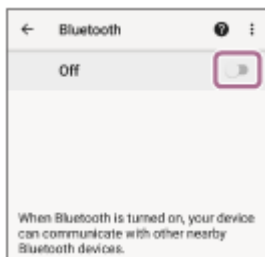 Bluetooth
Off
When Bluetooth is turned on, your device
can communicate with other nearby
Bluetooth devices.